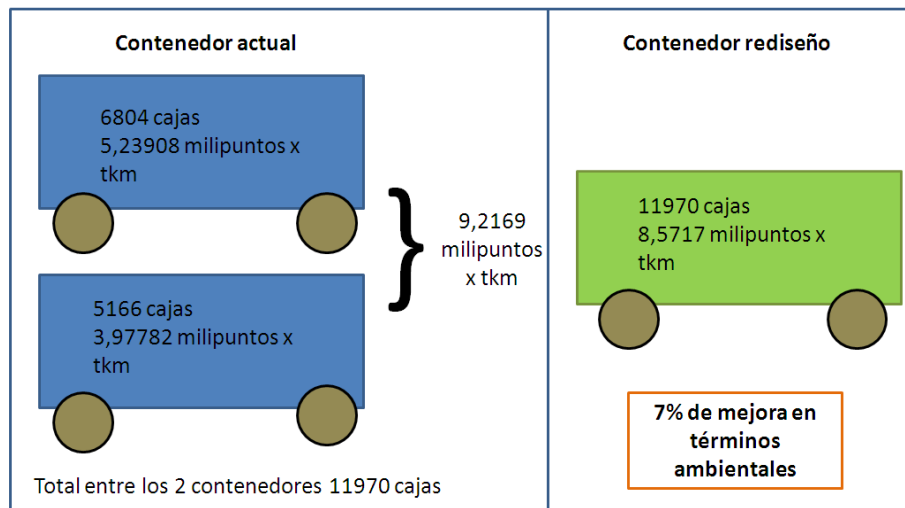 Contenedor actual
6804 cajas
5,23908 milipuntos x
tkm
5166 cajas
3,97782 milipuntos x
tkm
}
9,2169
milipuntos
x tkm
Total entre los 2 contenedores 11970 cajas
Contenedor rediseño
11970 cajas
8,5717 milipuntos x
tkm
7% de mejora en
términos
ambientales